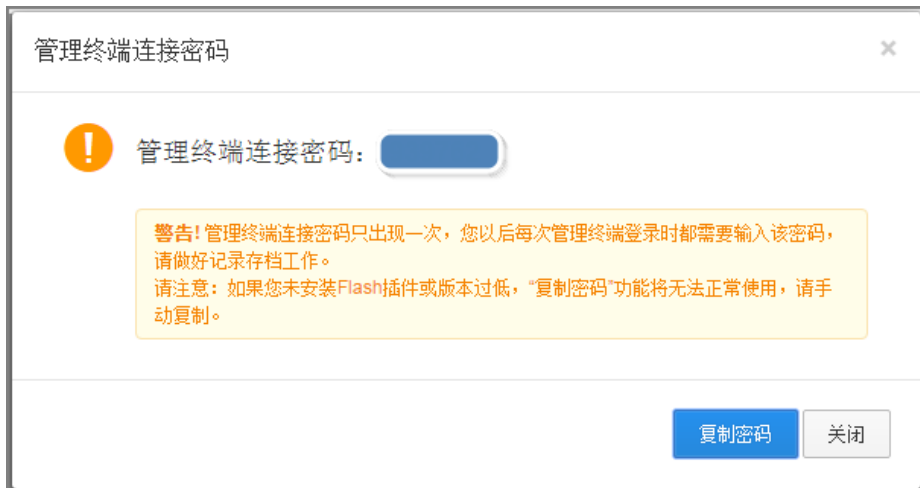 管理终端连接密码
×
管理终端连接密码：
警告! 管理终端连接密码只出现一次，您以后每次管理终端登录时都需要输入该密码，
请做好记录存档工作。
请注意：如果您未安装Flash插件或版本过低，“复制密码”功能将无法正常使用，请手
动复制。
复制密码
关闭